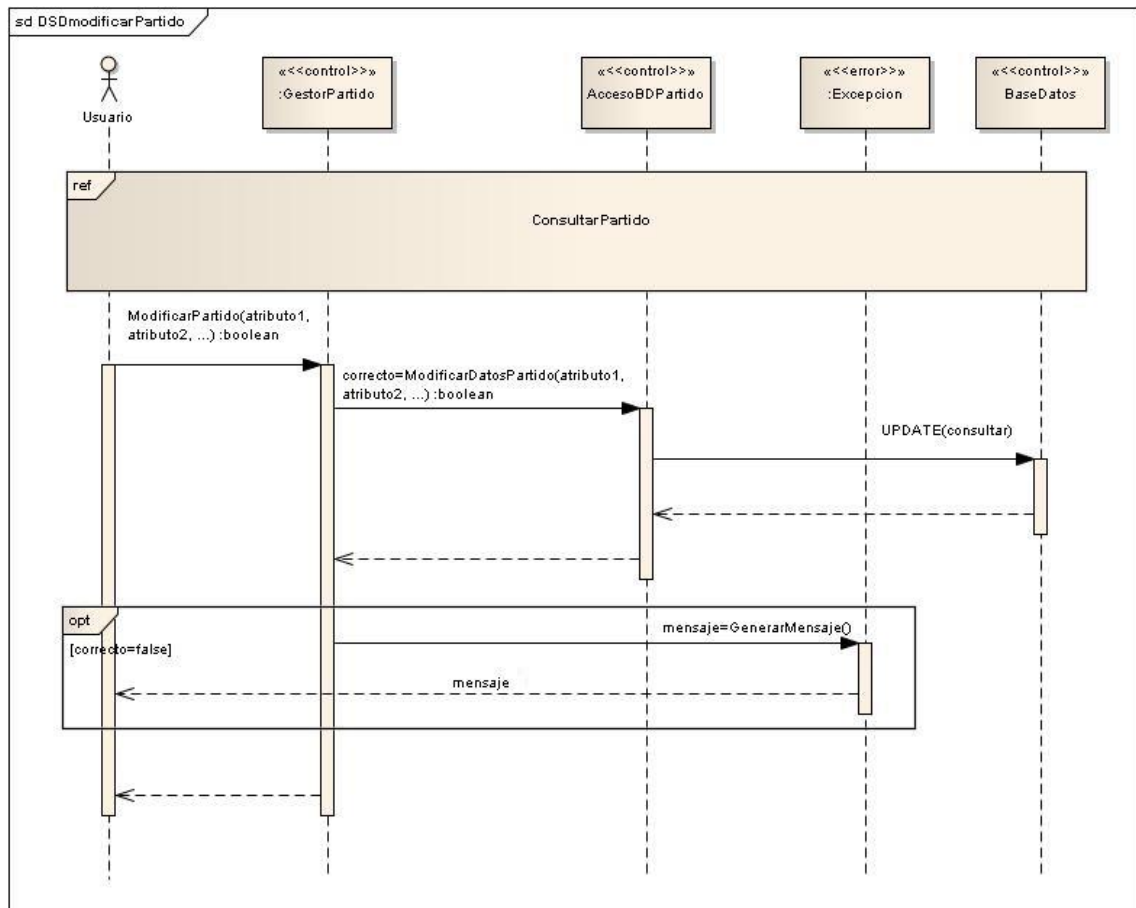 sd DSDmodificarPartido
Usuario
«<<control>>»
:GestorPartido
«<<control>>»
AccesoBDPartido
«<<error>>»
:Excepcion
«<<control>>»
BaseDatos
ref
ConsultarPartido
ModificarPartido(atributo1,
atributo2, ...) :boolean
correcto=ModificarDatosPartido(atributo1,
atributo2, ...) :boolean
UPDATE(consultar)
opt
[correcto=false]
mensaje=GenerarMensaje()
mensaje